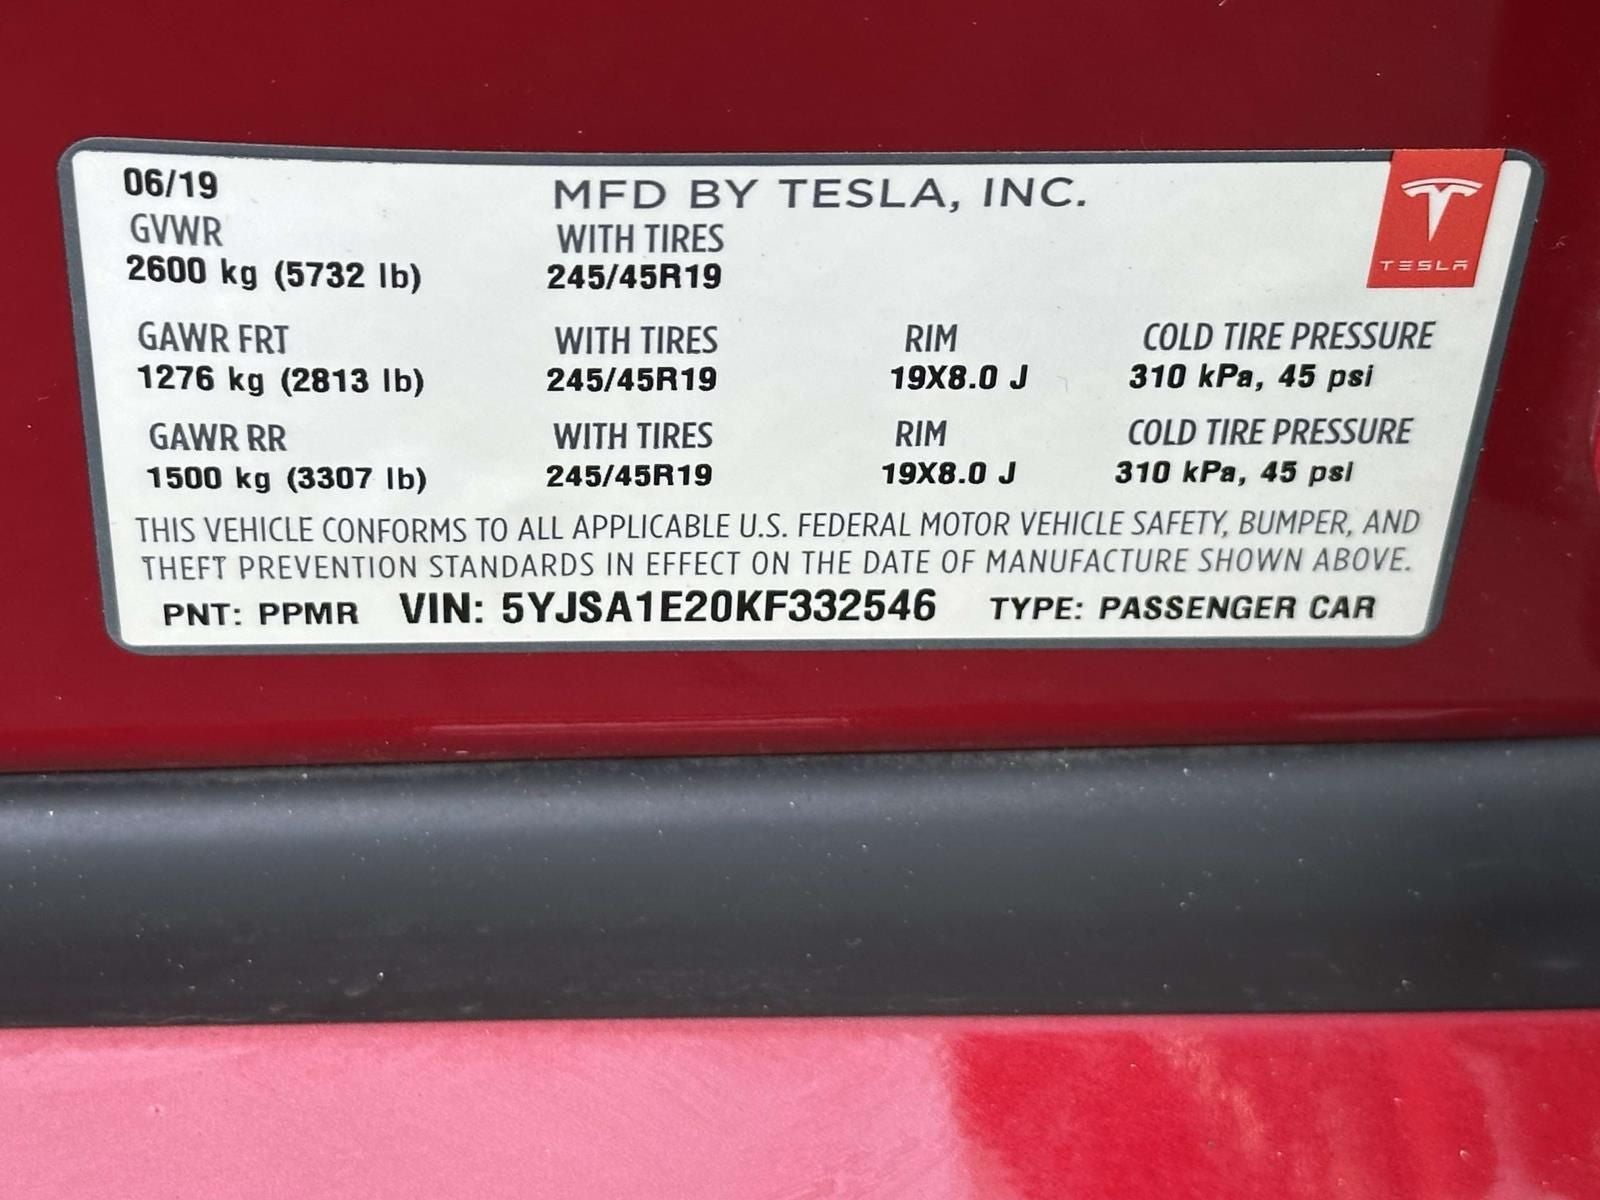 06/19 MFD BY TESLA, INC.
TESLA
GVWR WITH TIRES
2600 kg (5732 lb) 245/45R19
GAWR FRT WITH TIRES RIM COLD TIRE PRESSURE
1276 kg (2813 lb) 245/45R19 19X8.0 J 310 kPa, 45 psi
GAWR RR WITH TIRES RIM COLD TIRE PRESSURE
1500 kg (3307 lb) 245/45R19 19X8.0 J 310 kPa, 45 psi
THIS VEHICLE CONFORMS TO ALL APPLICABLE U.S. FEDERAL MOTOR VEHICLE SAFETY, BUMPER, AND
THEFT PREVENTION STANDARDS IN EFFECT ON THE DATE OF MANUFACTURE SHOWN ABOVE.
PNT: PPMR VIN: 5YJSA1E20KF332546 TYPE: PASSENGER CAR